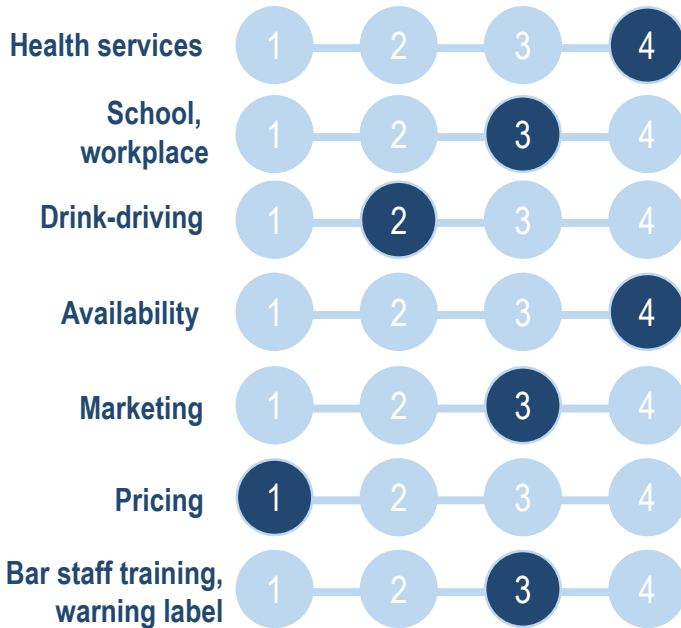 Health services 1 2 3 4
School,
workplace 1 2 3 4
Drink-driving 1 2 3 4
Availability 1 2 3 4
Marketing 1 2 3 4
Pricing 1 2 3 4
Bar staff training,
warning label 1 2 3 4